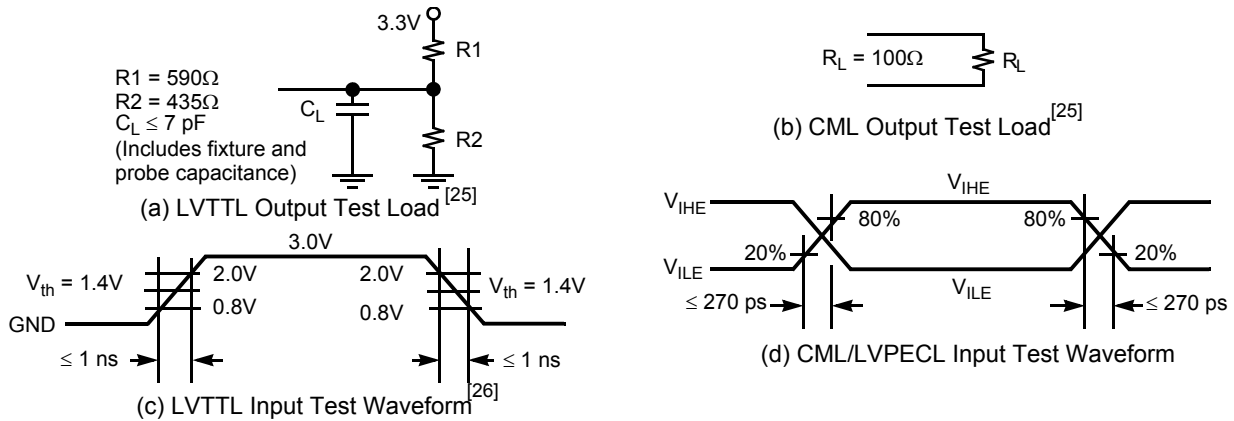 3.3V
R1
R1 = 590Ω
R2 = 435Ω
C_L ≤ 7 pF
(Includes fixture and
probe capacitance)
C_L
R2
(a) LVTTL Output Test Load [25]
R_L = 100Ω
R_L
(b) CML Output Test Load [25]
3.0V
V_th = 1.4V
2.0V
0.8V
2.0V
0.8V
V_th = 1.4V
GND
≤ 1 ns
≤ 1 ns
(c) LVTTL Input Test Waveform [26]
V_IHE
V_IHE
80%
80%
20%
20%
V_ILE
V_ILE
≤ 270 ps
≤ 270 ps
(d) CML/LVPECL Input Test Waveform